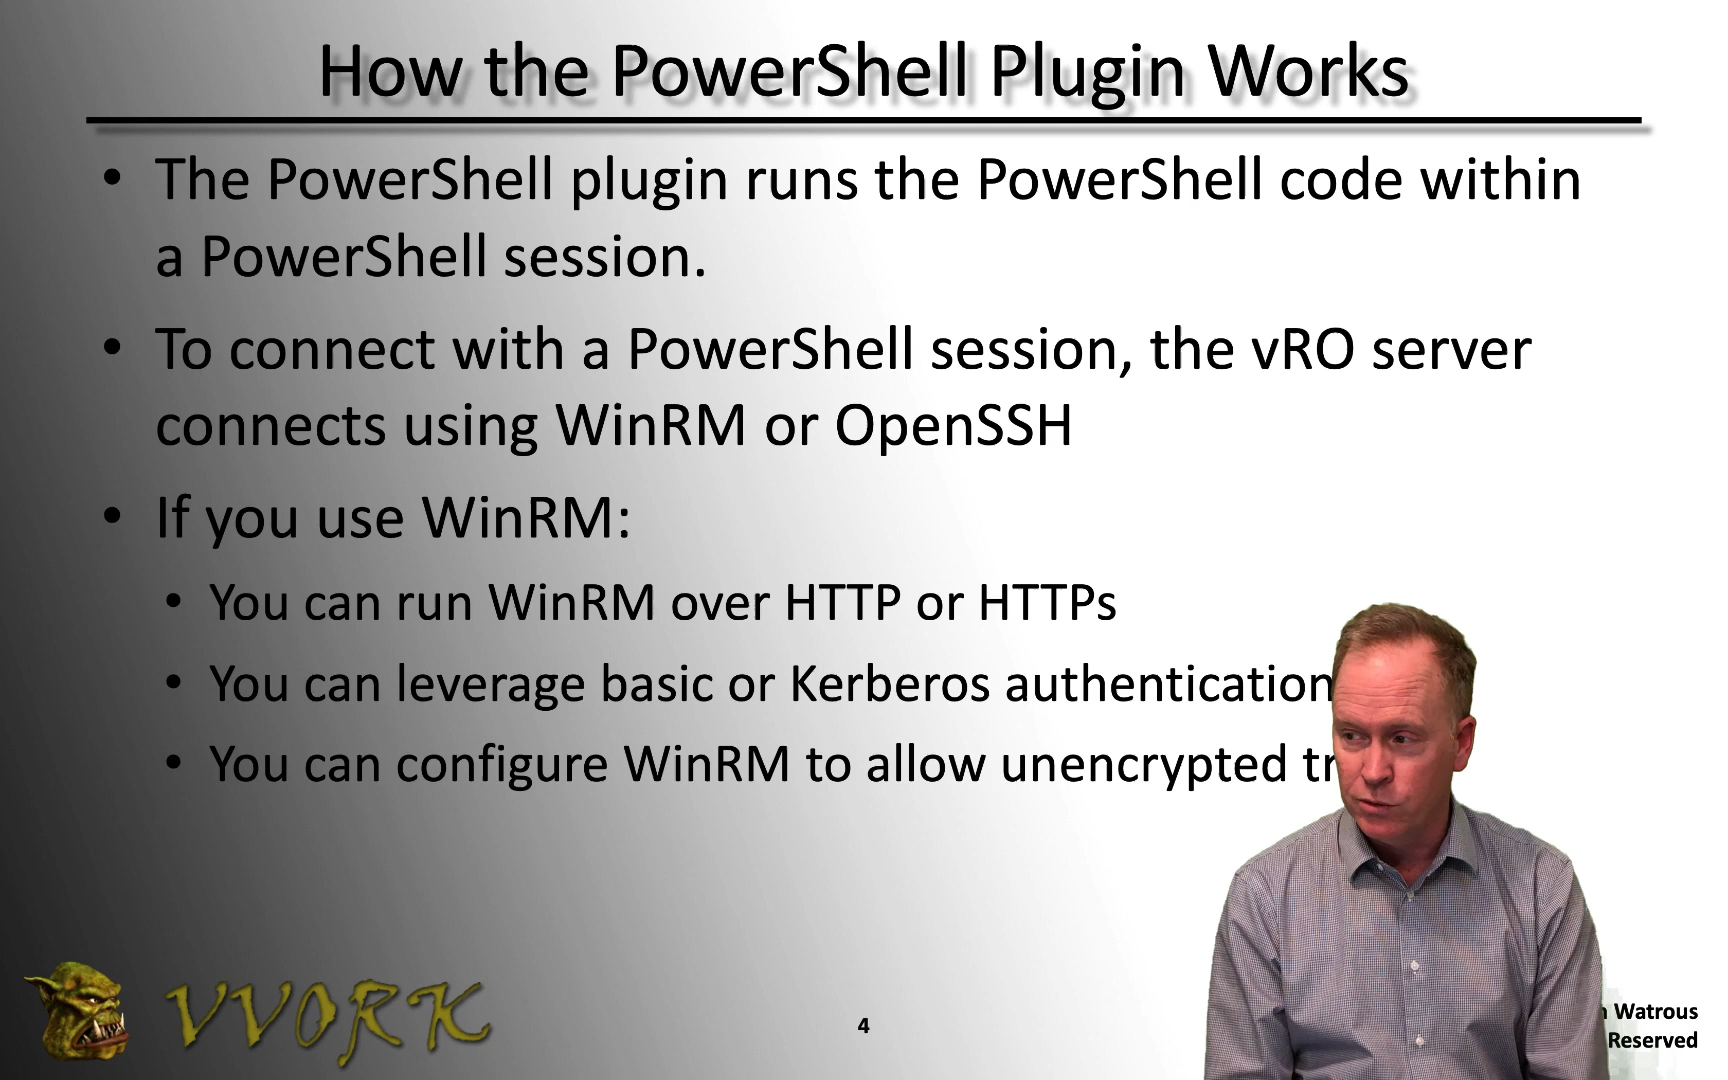 How the PowerShell Plugin Works
• The PowerShell plugin runs the PowerShell code within
a PowerShell session.
• To connect with a PowerShell session, the vRO server
connects using WinRM or OpenSSH
• If you use WinRM:
• You can run WinRM over HTTP or HTTPs
• You can leverage basic or Kerberos authentication
• You can configure WinRM to allow unencrypted
VVORK
4
Watrous
Reserved